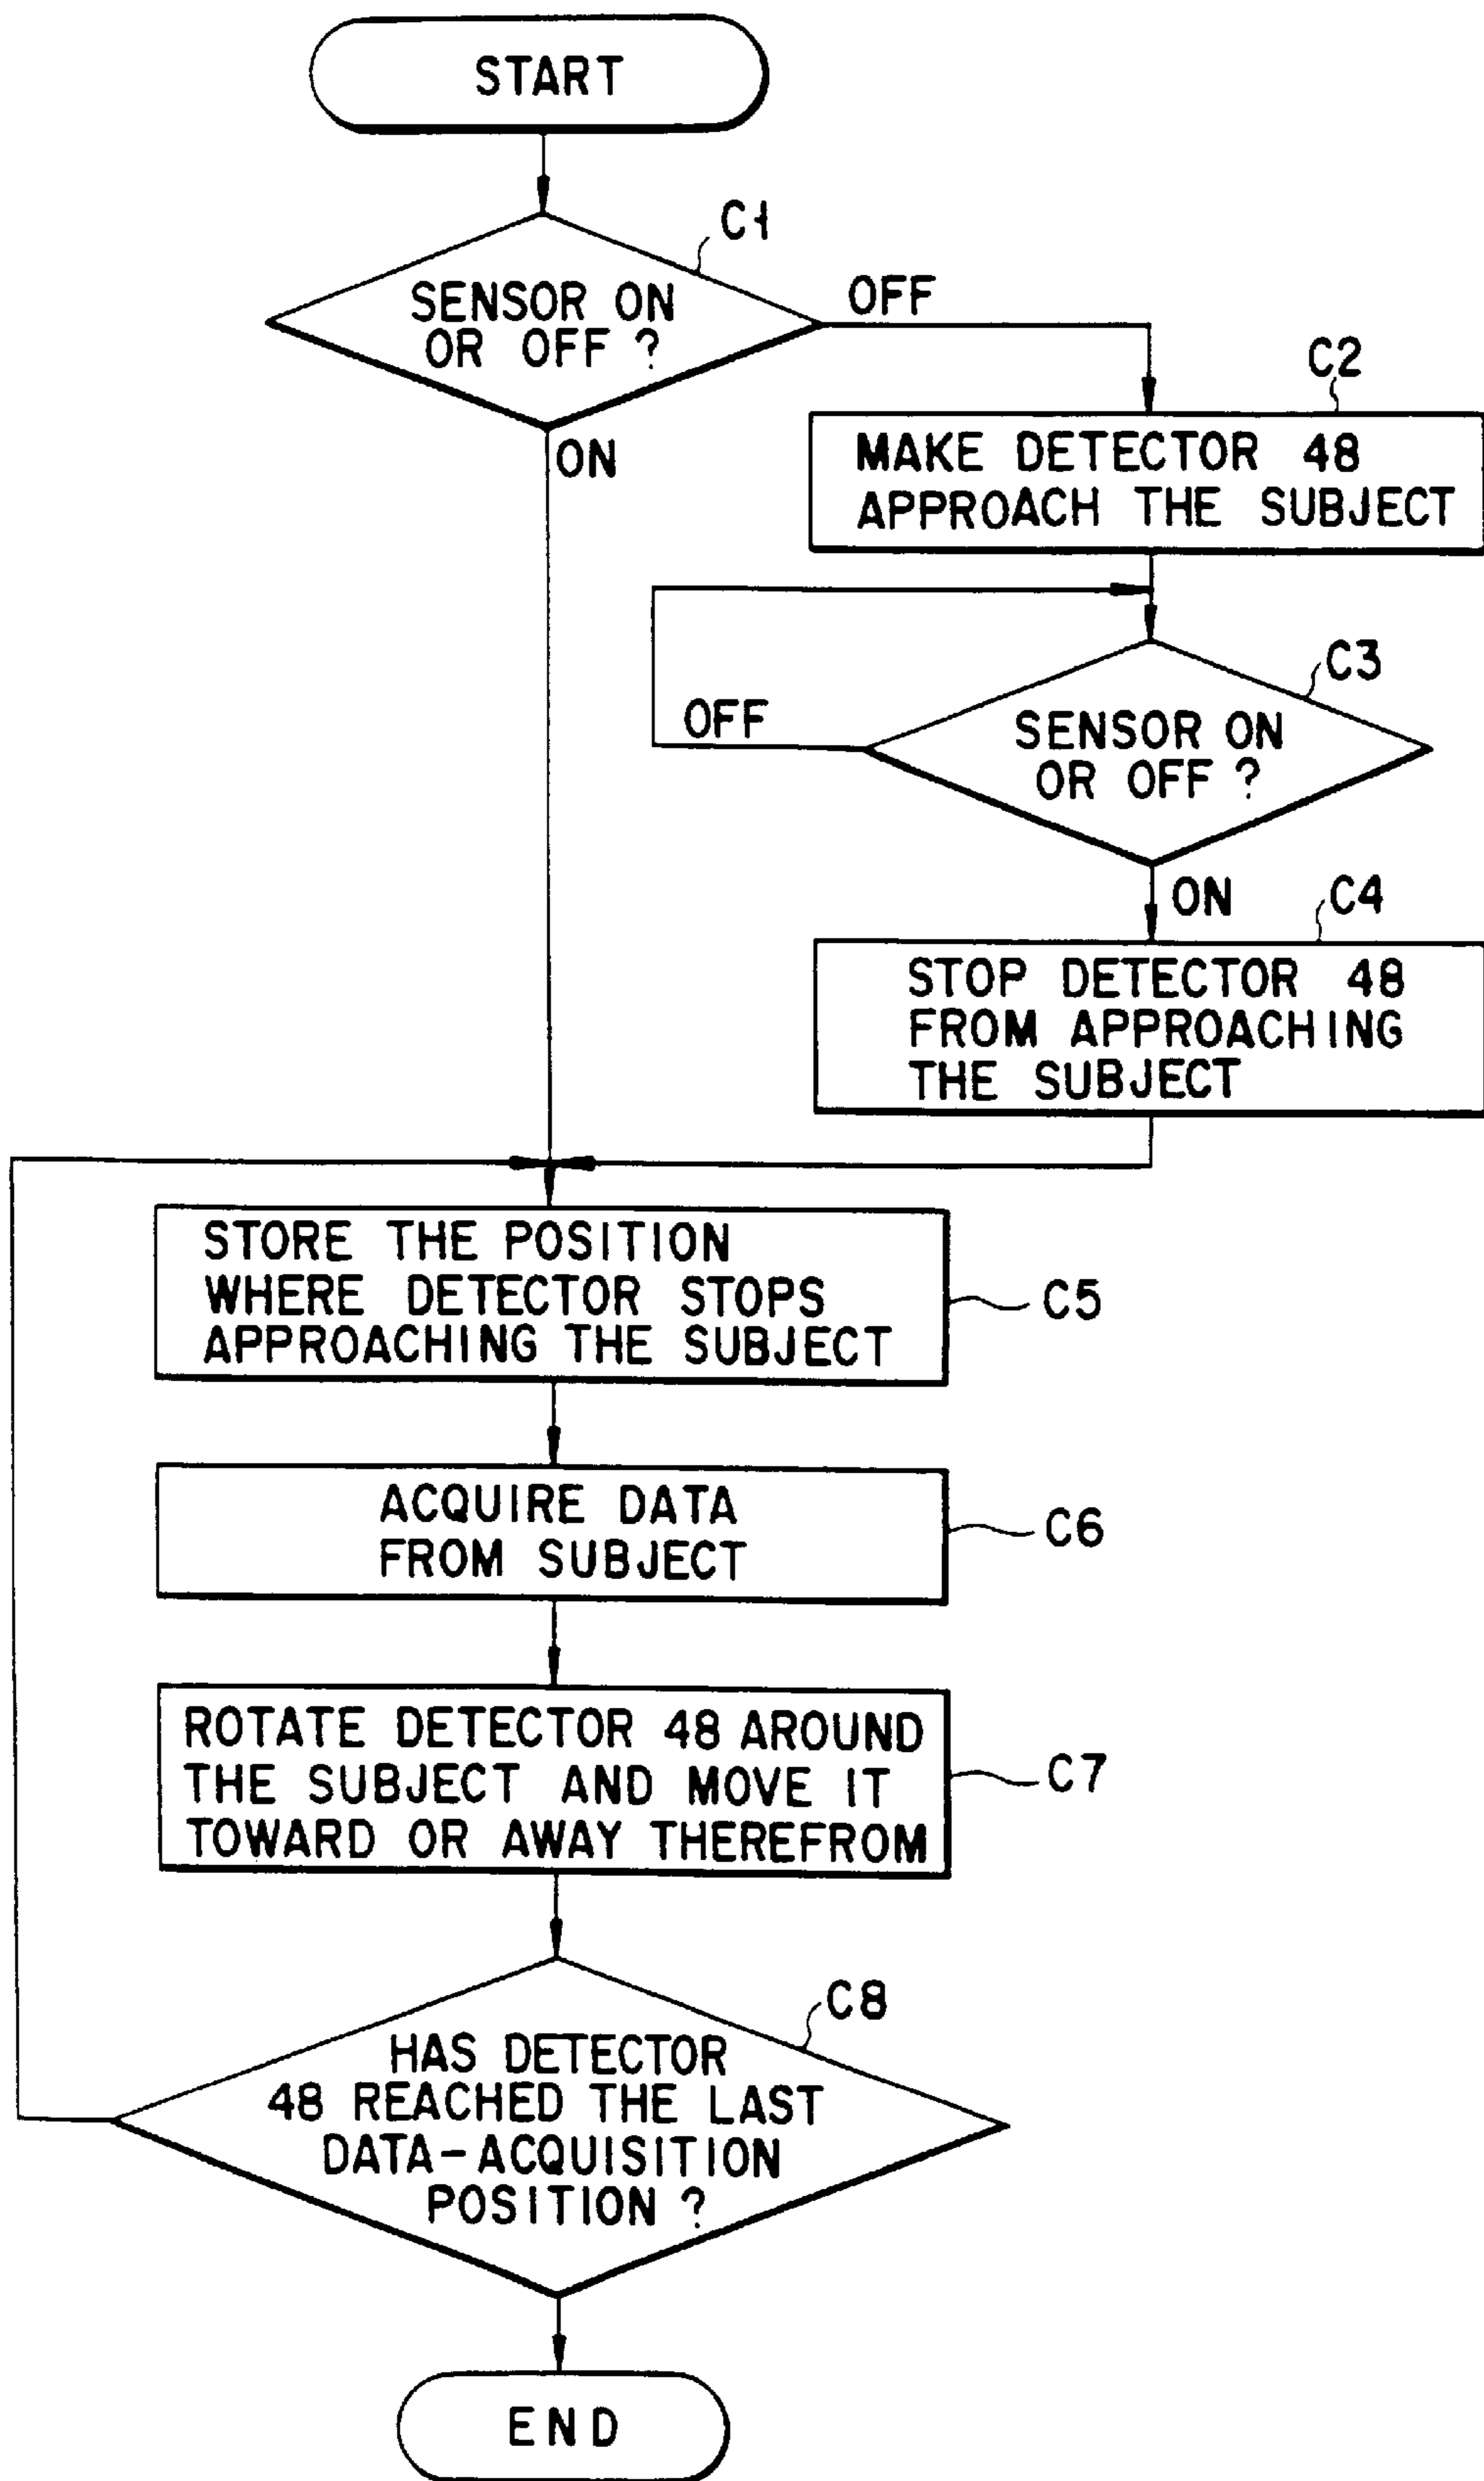 START
C1
SENSOR ON
OR OFF ?
OFF
ON
C2
MAKE DETECTOR 48
APPROACH THE SUBJECT
C3
SENSOR ON
OR OFF ?
OFF
ON
C4
STOP DETECTOR 48
FROM APPROACHING
THE SUBJECT
STORE THE POSITION
WHERE DETECTOR STOPS
APPROACHING THE SUBJECT
C5
ACQUIRE DATA
FROM SUBJECT
C6
ROTATE DETECTOR 48 AROUND
THE SUBJECT AND MOVE IT
TOWARD OR AWAY THEREFROM
C7
C8
HAS DETECTOR
48 REACHED THE LAST
DATA-ACQUISITION
POSITION ?
END